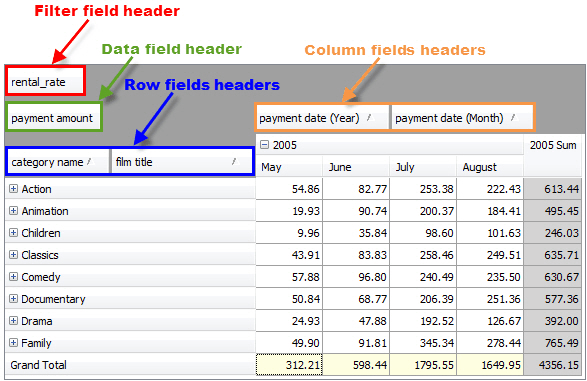 Filter field header
Data field header
Column fields headers
rental_rate
Row fields headers
payment amount
payment date (Year) payment date (Month)
2005 2005 Sum
category name film title May June July August
Action 54.86 82.77 253.38 222.43 613.44
Animation 19.93 90.74 200.37 184.41 495.45
Children 9.96 35.84 98.60 101.63 246.03
Classics 43.91 83.83 258.46 249.51 635.71
Comedy 57.88 96.80 240.49 235.50 630.67
Documentary 50.84 68.77 206.39 251.36 577.36
Drama 24.93 47.88 192.52 126.67 392.00
Family 49.90 91.81 345.34 278.44 765.49
Grand Total 312.21 598.44 1795.55 1649.95 4356.15